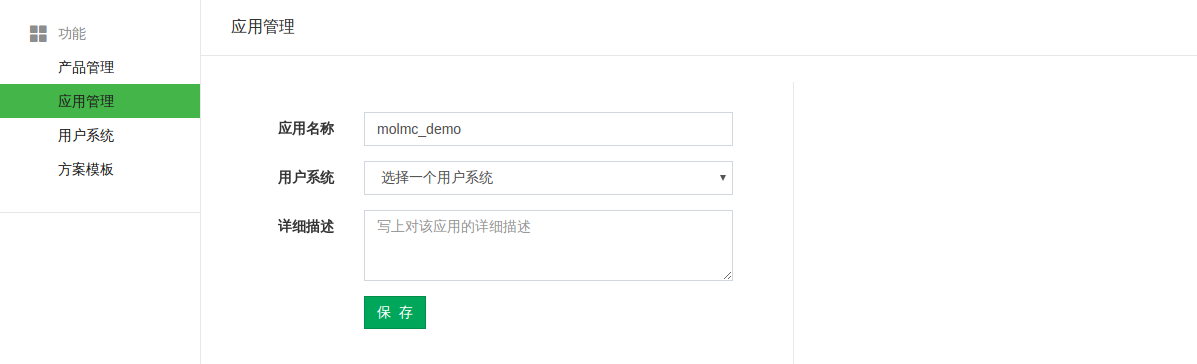 功能
产品管理
应用管理
用户系统
方案模板
应用管理
应用名称 molmc_demo
用户系统 选择一个用户系统
详细描述 写上对该应用的详细描述
保 存